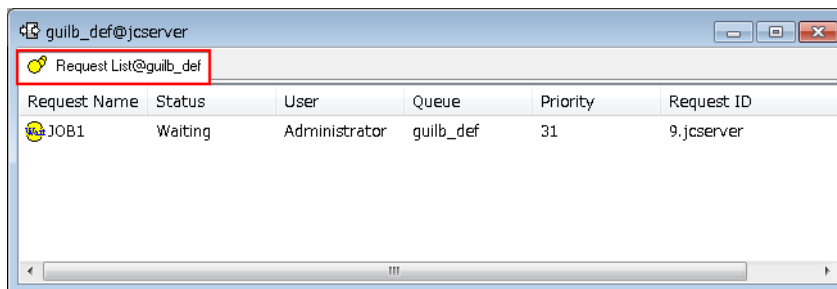 guilb_def@jcserver
Request List@guilb_def
Request Name Status User Queue Priority Request ID
Wait JOB1 Waiting Administrator guilb_def 31 9.jcserver